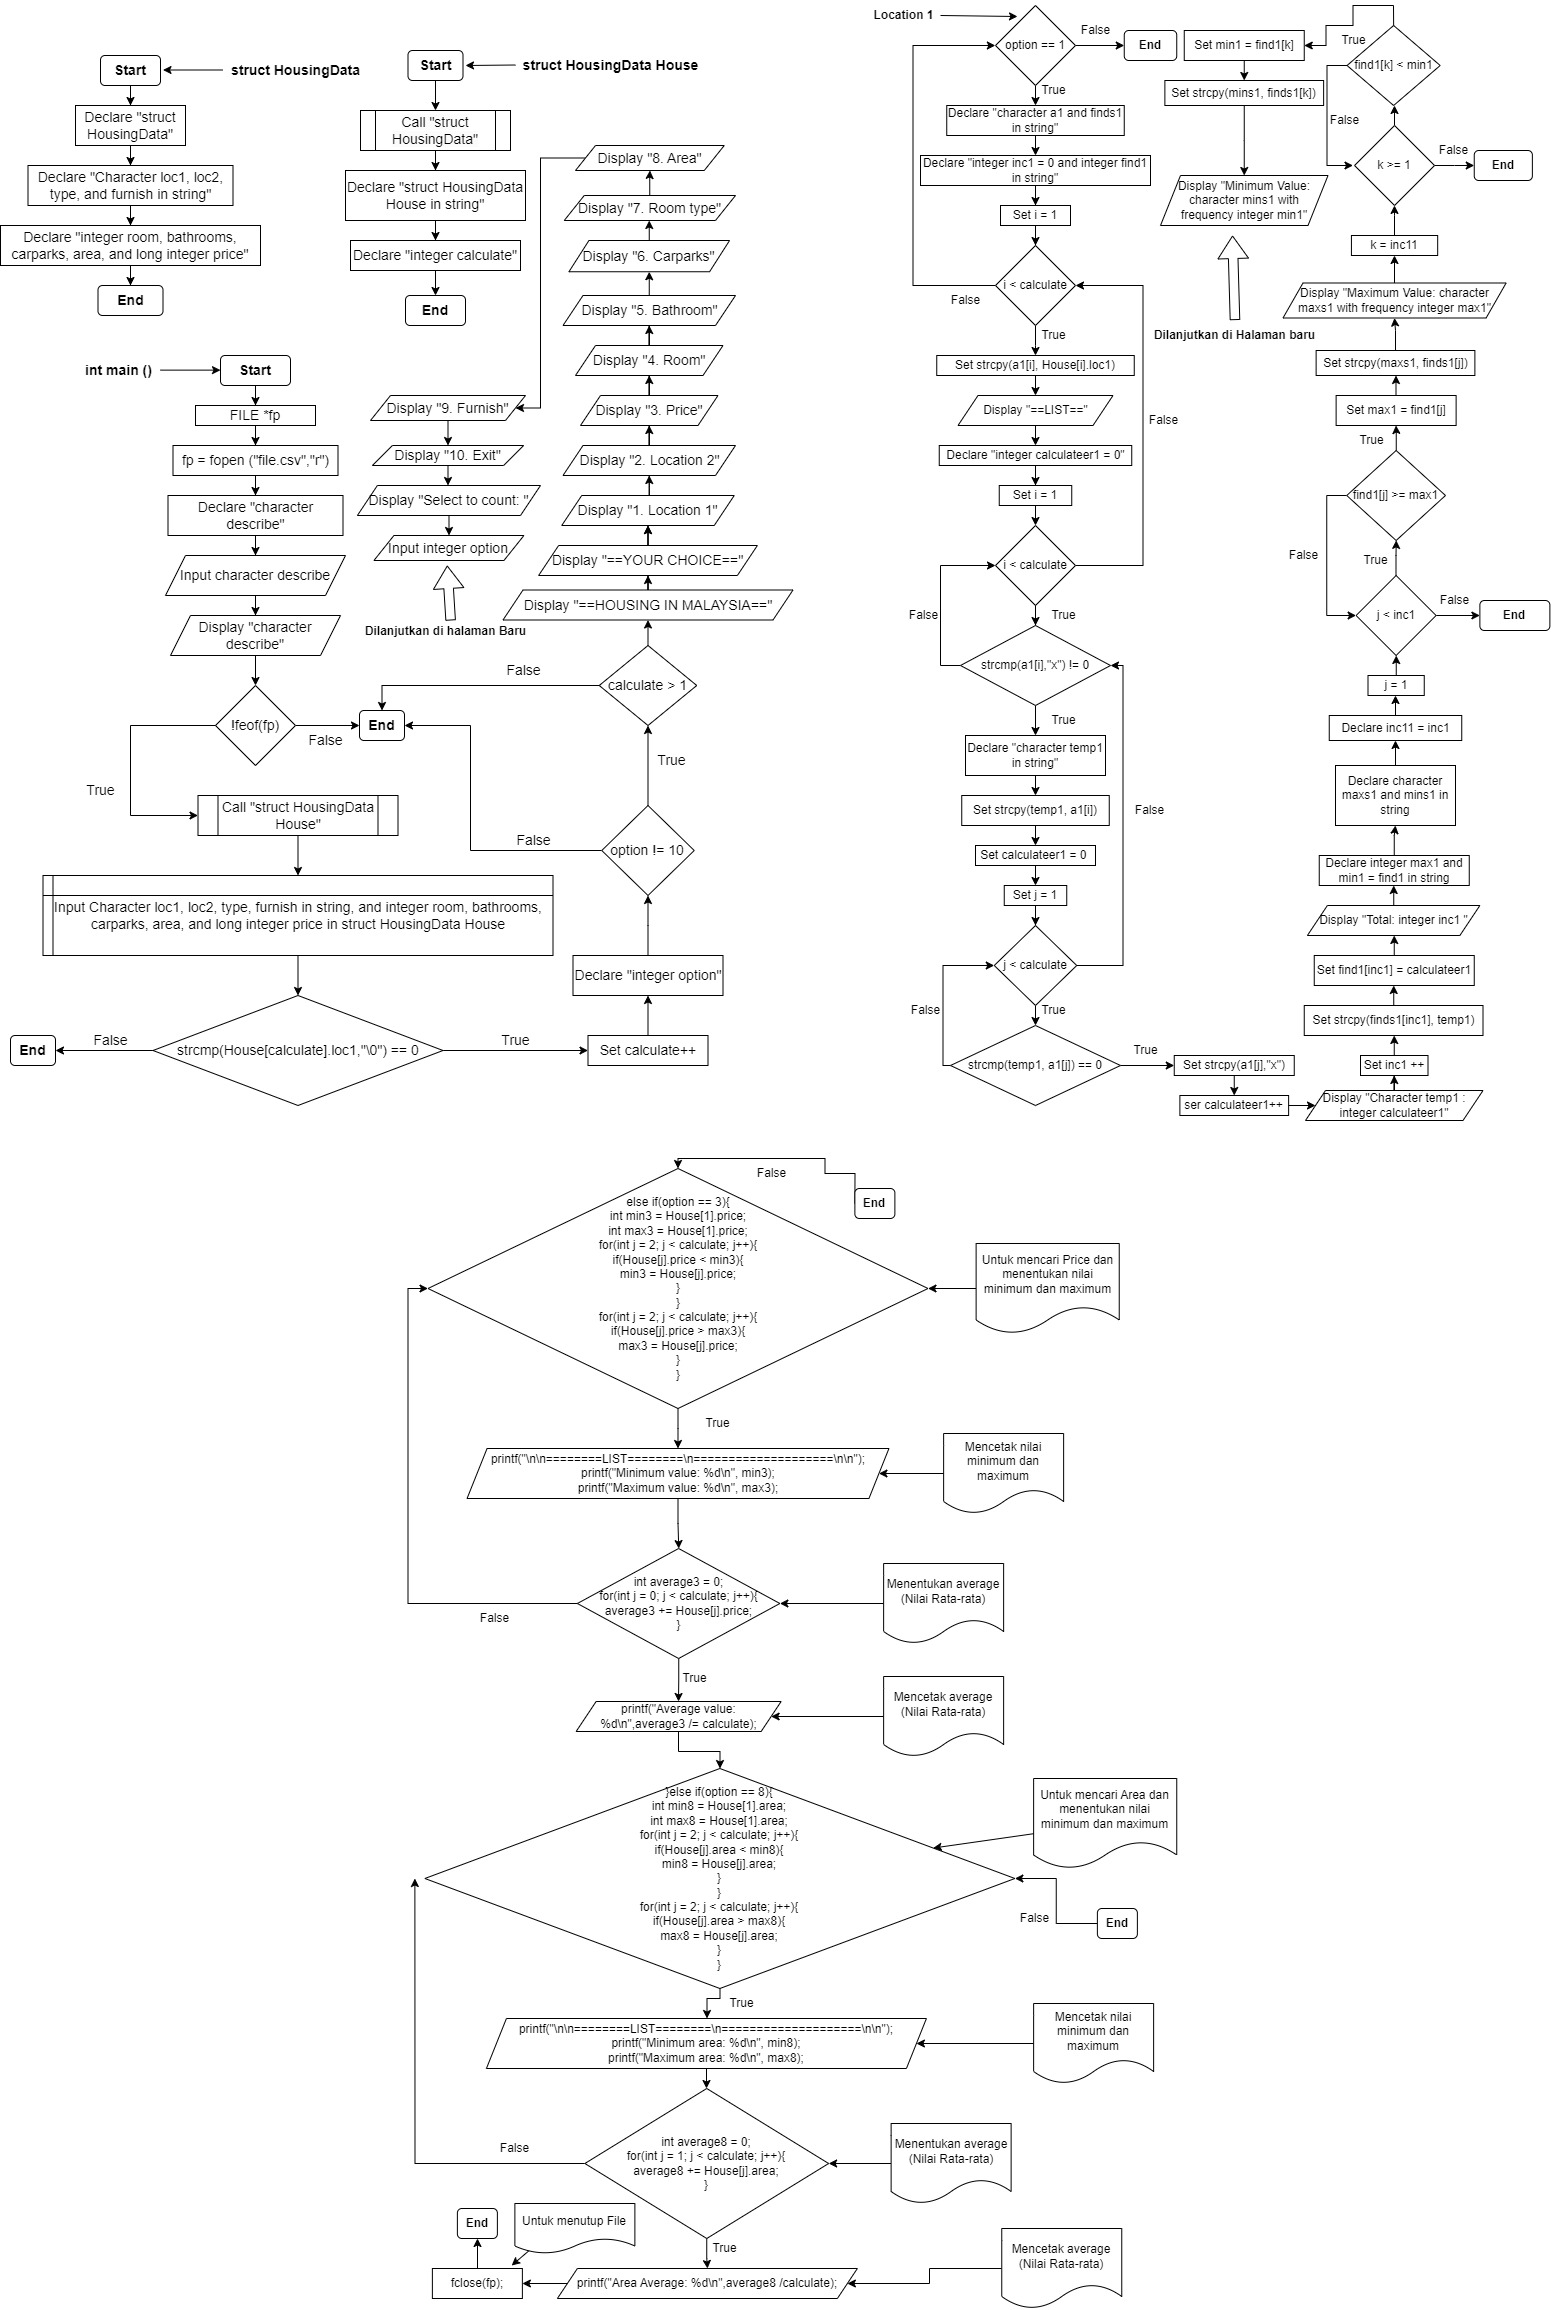 Start
struct HousingData
Declare "struct
HousingData"
Declare "Character loc1, loc2,
type, and furnish in string"
Declare "integer room, bathrooms,
carparks, area, and long integer price"
End
Start
struct HousingData House
Call "struct
HousingData"
Declare "struct HousingData
House in string"
Declare "integer calculate"
End
int main ()
Start
FILE *fp
fp = fopen ("file.csv","r")
Declare "character
describe"
Input character describe
Display "character
describe"
!feof(fp)
False
End
True
Call "struct HousingData
House"
Input Character loc1, loc2, type, furnish in string, and integer room, bathrooms,
carparks, area, and long integer price in struct HousingData House
strcmp(House[calculate].loc1,"\0") == 0
False
End
True
Set calculate++
Declare "integer option"
option != 10
False
True
calculate > 1
False
Display "==HOUSING IN MALAYSIA=="
Display "==YOUR CHOICE=="
Display "1. Location 1"
Display "2. Location 2"
Display "3. Price"
Display "4. Room"
Display "5. Bathroom"
Display "6. Carparks"
Display "7. Room type"
Display "8. Area"
Display "9. Furnish"
Display "10. Exit"
Display "Select to count: "
Input integer option
Dilanjutkan di halaman Baru
Location 1
option == 1
False
End
True
Declare "character a1 and finds1
in string"
Declare "integer inc1 = 0 and integer find1
in string"
Set i = 1
i < calculate
False
True
Set strcpy(a1[i], House[i].loc1)
Display "==LIST=="
Declare "integer calculateer1 = 0"
Set i = 1
i < calculate
False
True
strcmp(a1[i],"x") != 0
False
True
Declare "character temp1
in string"
Set strcpy(temp1, a1[i])
Set calculateer1 = 0
Set j = 1
j < calculate
False
True
strcmp(temp1, a1[j]) == 0
False
True
Set strcpy(a1[j],"x")
ser calculateer1++
Display "Character temp1 :
integer calculateer1"
Set inc1 ++
Set strcpy(finds1[inc1], temp1)
Set find1[inc1] = calculateer1
Display "Total: integer inc1 "
Declare integer max1 and
min1 = find1 in string
Declare character
maxs1 and mins1 in
string
Declare inc11 = inc1
j = 1
j < inc1
False
End
True
find1[j] >= max1
False
True
Set max1 = find1[j]
Set strcpy(maxs1, finds1[j])
Display "Maximum Value: character
maxs1 with frequency integer max1"
k = inc11
k >= 1
False
End
find1[k] < min1
False
True
Set min1 = find1[k]
Set strcpy(mins1, finds1[k])
Display "Minimum Value:
character mins1 with
frequency integer min1"
Dilanjutkan di Halaman baru
False
End
else if(option == 3){
int min3 = House[1].price;
int max3 = House[1].price;
for(int j = 2; j < calculate; j++){
if(House[j].price < min3){
min3 = House[j].price;
}
}
for(int j = 2; j < calculate; j++){
if(House[j].price > max3){
max3 = House[j].price;
}
}
Untuk mencari Price dan
menentukan nilai
minimum dan maximum
True
printf("\n\n========LIST========\n====================\n\n");
printf("Minimum value: %d\n", min3);
printf("Maximum value: %d\n", max3);
Mencetak nilai
minimum dan
maximum
int average3 = 0;
for(int j = 0; j < calculate; j++){
average3 += House[j].price;
}
False
Menentukan average
(Nilai Rata-rata)
True
printf("Average value:
%d\n",average3 /= calculate);
Mencetak average
(Nilai Rata-rata)
}else if(option == 8){
int min8 = House[1].area;
int max8 = House[1].area;
for(int j = 2; j < calculate; j++){
if(House[j].area < min8){
min8 = House[j].area;
}
}
for(int j = 2; j < calculate; j++){
if(House[j].area > max8){
max8 = House[j].area;
}
}
Untuk mencari Area dan
menentukan nilai
minimum dan maximum
False
End
True
printf("\n\n========LIST========\n====================\n\n");
printf("Minimum area: %d\n", min8);
printf("Maximum area: %d\n", max8);
Mencetak nilai
minimum dan
maximum
int average8 = 0;
for(int j = 1; j < calculate; j++){
average8 += House[j].area;
}
False
Menentukan average
(Nilai Rata-rata)
True
printf("Area Average: %d\n",average8 /calculate);
Mencetak average
(Nilai Rata-rata)
Untuk menutup File
fclose(fp);
End